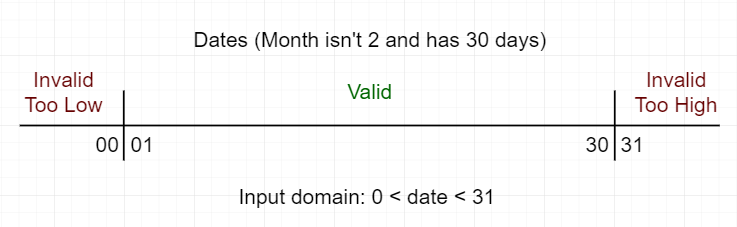 Dates (Month isn't 2 and has 30 days)
Invalid
Too Low
Valid
Invalid
Too High
00 01
30 31
Input domain: 0 < date < 31